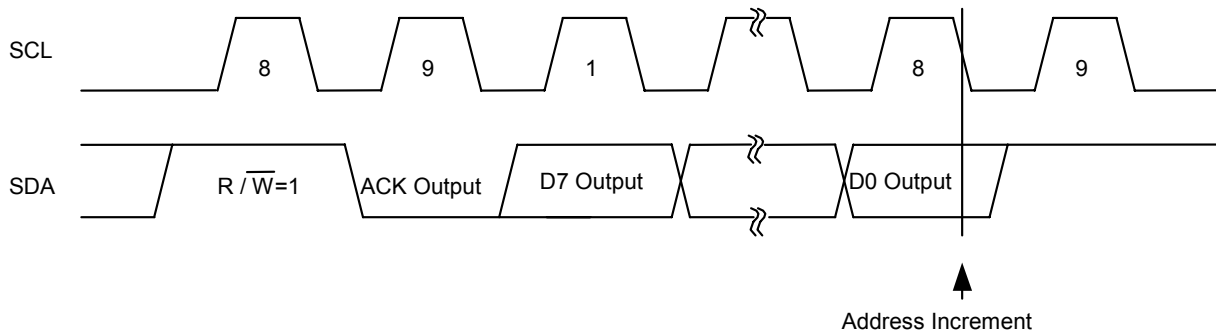 SCL
8
9
1
8
9
SDA
R / W=1
ACK Output
D7 Output
D0 Output
Address Increment